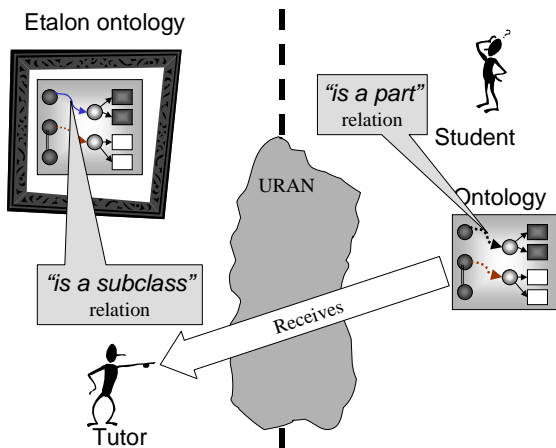 Etalon ontology
?
“is a part”
relation
Student
URAN
Ontology
“is a subclass”
relation
Receives
Tutor